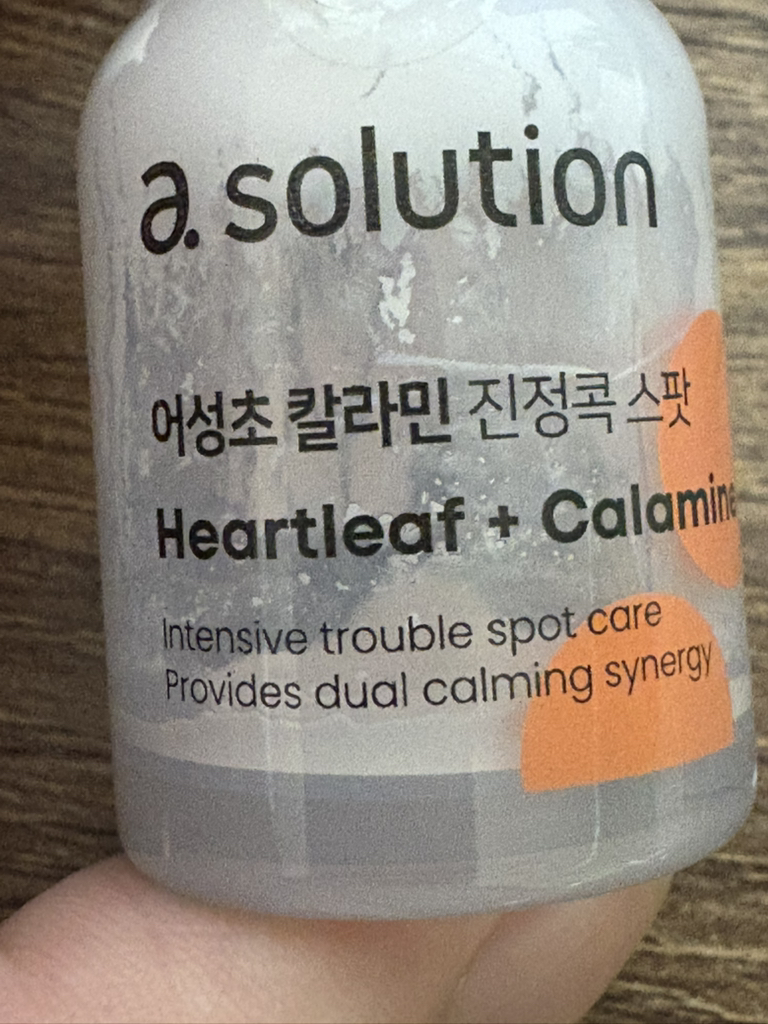 a. solution
어성초 칼라민 진정콕 스팟
Heartleaf + Calamine
Intensive trouble spot care
Provides dual calming synergy